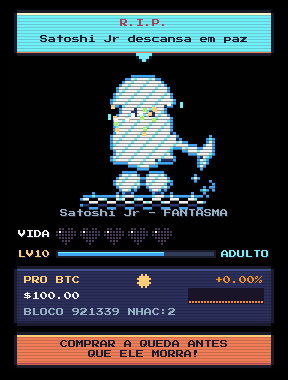 R.I.P.
Satoshi Jr descansa em paz
Satoshi Jr - FANTASMA
VIDA
LV10 ADULTO
PRO BTC +0.00%
$100.00
BLOCO 921339 NHAC:2
COMPRAR A QUEDA ANTES
QUE ELE MORRA!